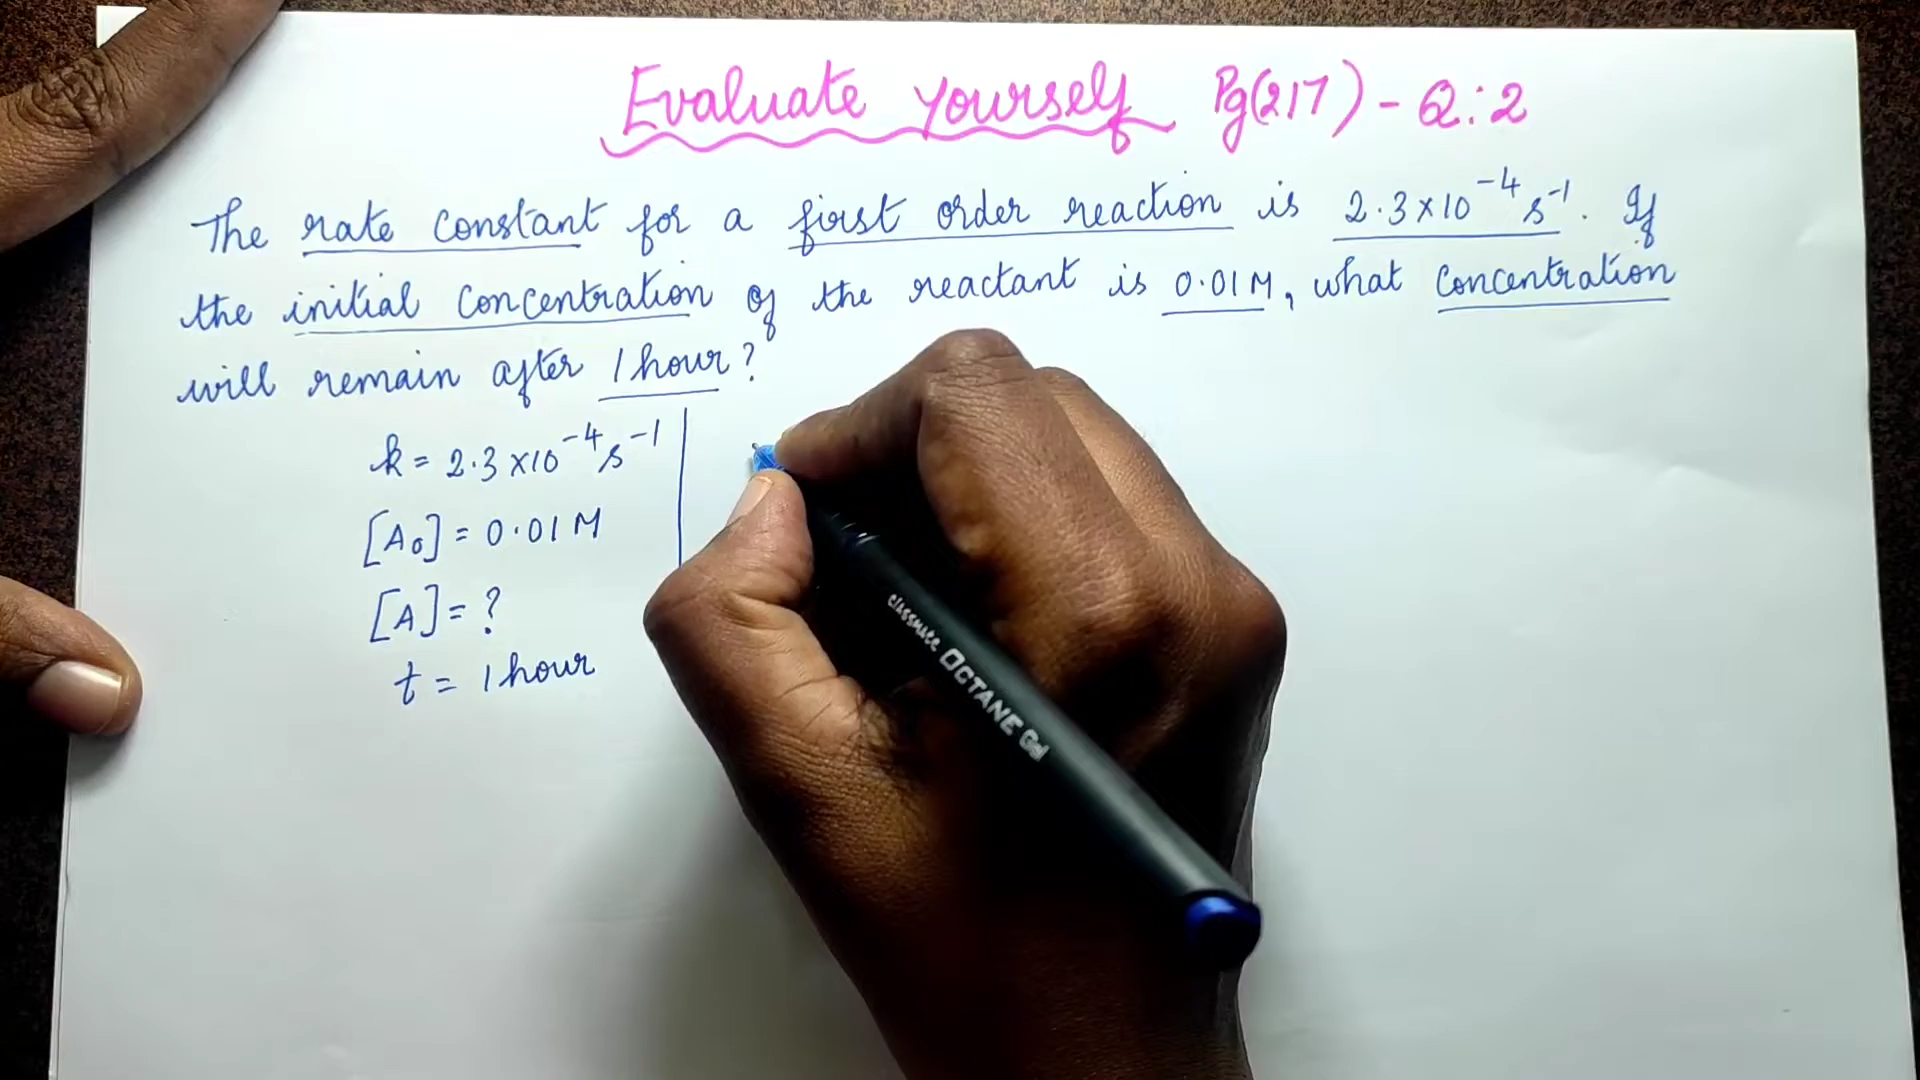 Evaluate yourself Pg(217) - Q:2
The rate constant for a first order reaction is 2.3×10⁻⁴ s⁻¹. If
the initial concentration of the reactant is 0.01M, what concentration
will remain after 1 hour?
k = 2.3×10⁻⁴ s⁻¹
[A₀] = 0.01 M
[A] = ?
t = 1 hour
classmate OCTANE Gel